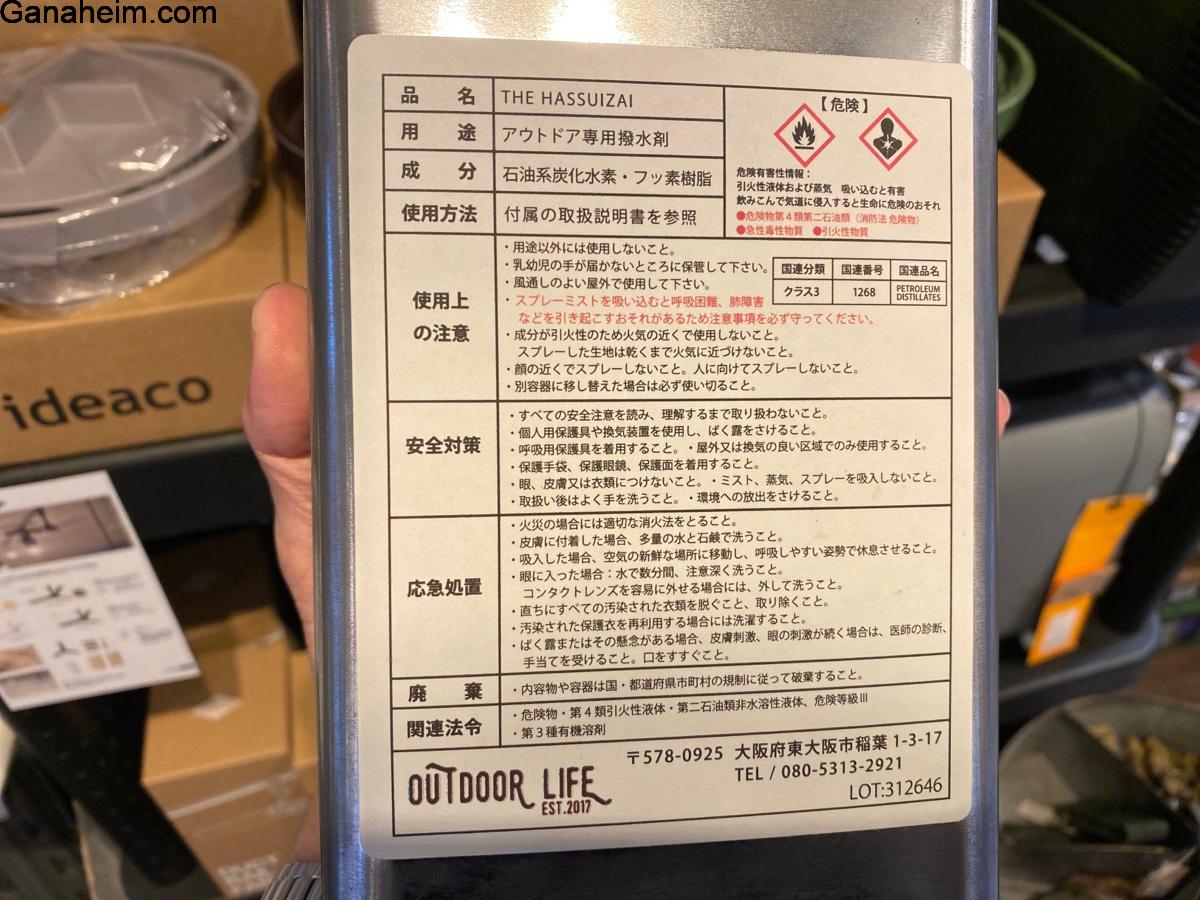 Ganaheim.com
品名 THE HASSUIZAI
用途 アウトドア専用撥水剤
成分 石油系炭化水素・フッ素樹脂
使用方法 付属の取扱説明書を参照
【危険】
危険有害性情報：
引火性液体および蒸気 吸い込むと有害
飲みこんで気道に侵入すると生命に危険のおそれ
●危険物第4類第二石油類（消防法 危険物）
●急性毒性物質 ●引火性物質
使用上
の注意
・用途以外には使用しないこと。
・乳幼児の手が届かないところに保管して下さい。
・風通しのよい屋外で使用して下さい。
・スプレーミストを吸い込むと呼吸困難、肺障害
などを引き起こすおそれがあるため注意事項を必ず守ってください。
・成分が引火性のため火気の近くで使用しないこと。
スプレーした生地は乾くまで火気に近づけないこと。
・顔の近くでスプレーしないこと。人に向けてスプレーしないこと。
・別容器に移し替えた場合は必ず使い切ること。
国連分類 国連番号 国連品名
クラス3 1268 PETROLEUM
DISTILLATES
安全対策
・すべての安全注意を読み、理解するまで取り扱わないこと。
・個人用保護具や換気装置を使用し、ばく露をさけること。
・呼吸用保護具を着用すること。・屋外又は換気の良い区域でのみ使用すること。
・保護手袋、保護眼鏡、保護面を着用すること。
・眼、皮膚又は衣類につけないこと。・ミスト、蒸気、スプレーを吸入しないこと。
・取扱い後はよく手を洗うこと。・環境への放出をさけること。
応急処置
・火災の場合には適切な消火法をとること。
・皮膚に付着した場合、多量の水と石鹸で洗うこと。
・吸入した場合、空気の新鮮な場所に移動し、呼吸しやすい姿勢で休息させること。
・眼に入った場合：水で数分間、注意深く洗うこと。
コンタクトレンズを容易に外せる場合には、外して洗うこと。
・直ちにすべての汚染された衣類を脱ぐこと、取り除くこと。
・汚染された保護衣を再利用する場合には洗濯すること。
・ばく露またはその懸念がある場合、皮膚刺激、眼の刺激が続く場合は、医師の診断、
手当てを受けること。口をすすぐこと。
廃棄 ・内容物や容器は国・都道府県市町村の規制に従って破棄すること。
関連法令
・危険物・第4類引火性液体・第二石油類非水溶性液体、危険等級Ⅲ
・第3種有機溶剤
OUTDOOR LIFE
EST.2017
〒578-0925 大阪府東大阪市稲葉 1-3-17
TEL / 080-5313-2921
LOT:312646
ideaco